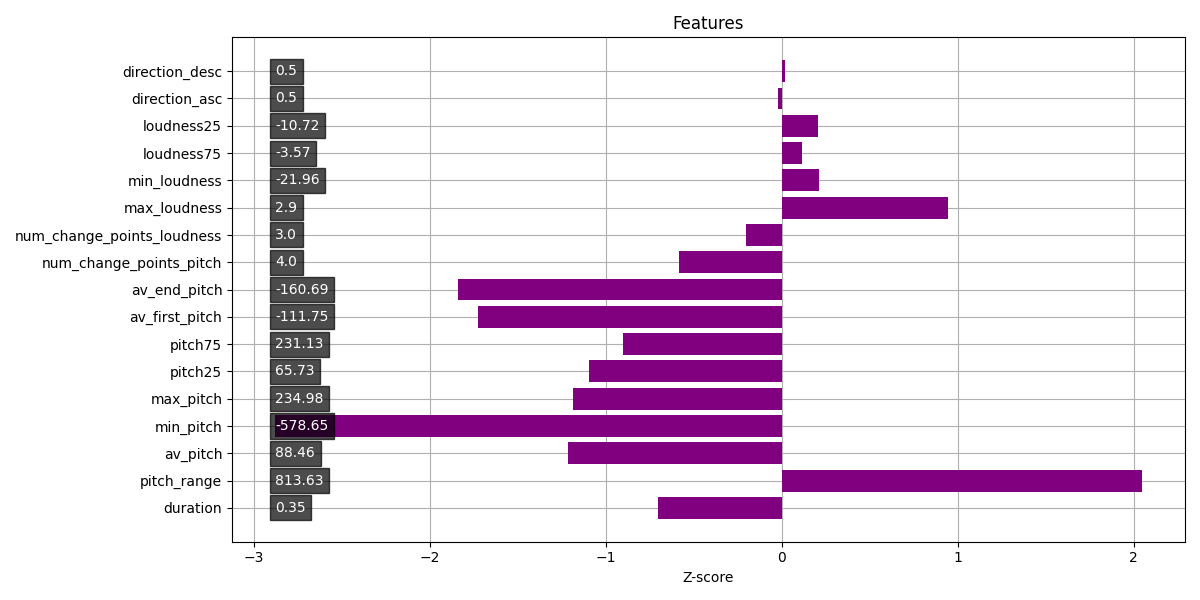 Features
direction_desc 0.5
direction_asc 0.5
loudness25 -10.72
loudness75 -3.57
min_loudness -21.96
max_loudness 2.9
num_change_points_loudness 3.0
num_change_points_pitch 4.0
av_end_pitch -160.69
av_first_pitch -111.75
pitch75 231.13
pitch25 65.73
max_pitch 234.98
min_pitch -578.65
av_pitch 88.46
pitch_range 813.63
duration 0.35
−3 −2 −1 0 1 2
Z-score